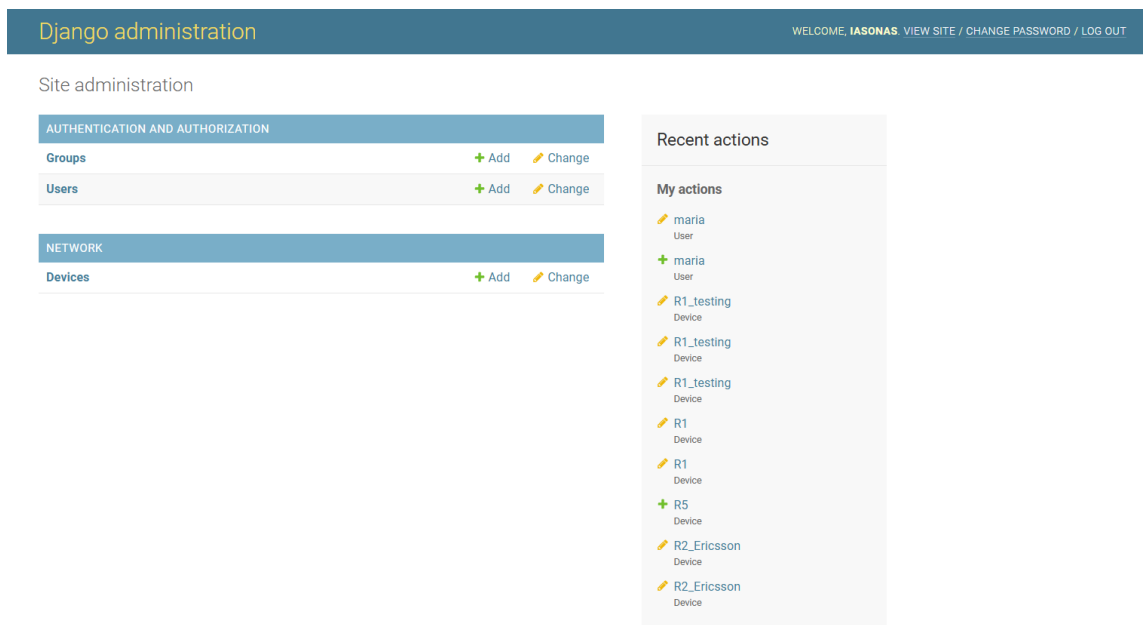 Django administration
WELCOME, IASONAS. VIEW SITE / CHANGE PASSWORD / LOG OUT
Site administration
AUTHENTICATION AND AUTHORIZATION
Groups Add Change
Users Add Change
NETWORK
Devices Add Change
Recent actions
My actions
maria
User
maria
User
R1_testing
Device
R1_testing
Device
R1_testing
Device
R1
Device
R1
Device
R5
Device
R2_Ericsson
Device
R2_Ericsson
Device